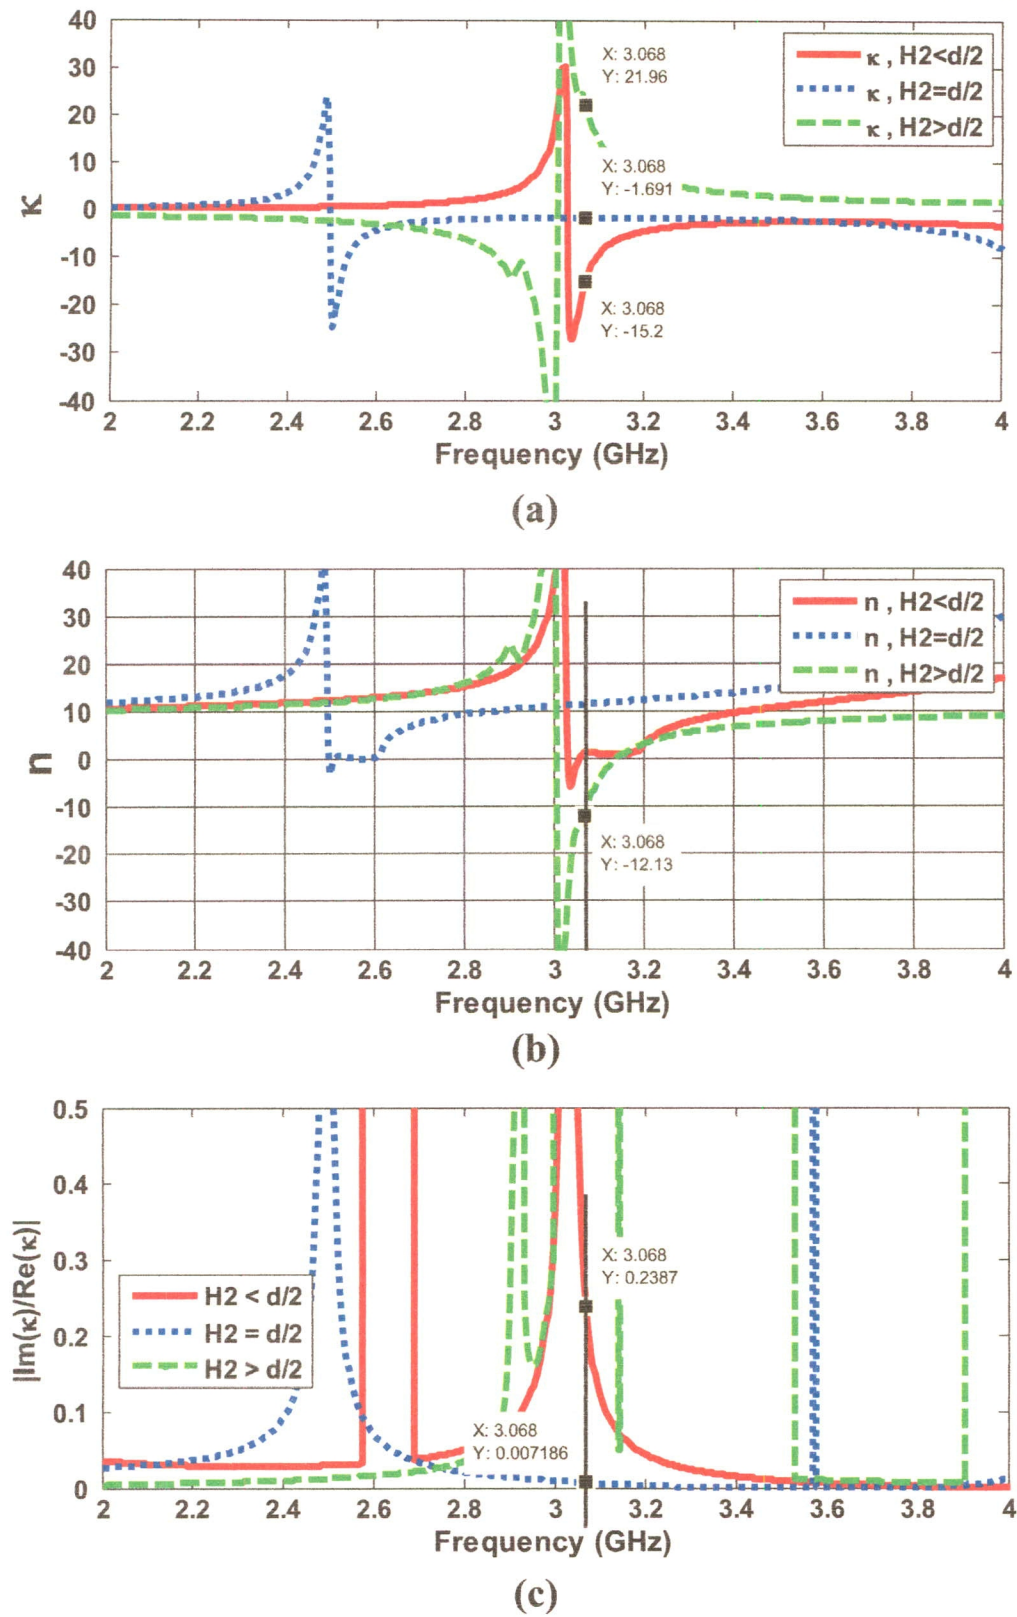 40
30
20
10
0
-10
-20
-30
-40
κ
X: 3.068
Y: 21.96
X: 3.068
Y: -1.691
X: 3.068
Y: -15.2
κ , H2<d/2
κ , H2=d/2
κ , H2>d/2
2 2.2 2.4 2.6 2.8 3 3.2 3.4 3.6 3.8 4
Frequency (GHz)
(a)
40
30
20
10
0
-10
-20
-30
-40
n
n , H2<d/2
n , H2=d/2
n , H2>d/2
X: 3.068
Y: -12.13
2 2.2 2.4 2.6 2.8 3 3.2 3.4 3.6 3.8 4
Frequency (GHz)
(b)
0.5
0.4
0.3
0.2
0.1
0
|Im(κ)/Re(κ)|
X: 3.068
Y: 0.2387
H2 < d/2
H2 = d/2
H2 > d/2
X: 3.068
Y: 0.007186
2 2.2 2.4 2.6 2.8 3 3.2 3.4 3.6 3.8 4
Frequency (GHz)
(c)